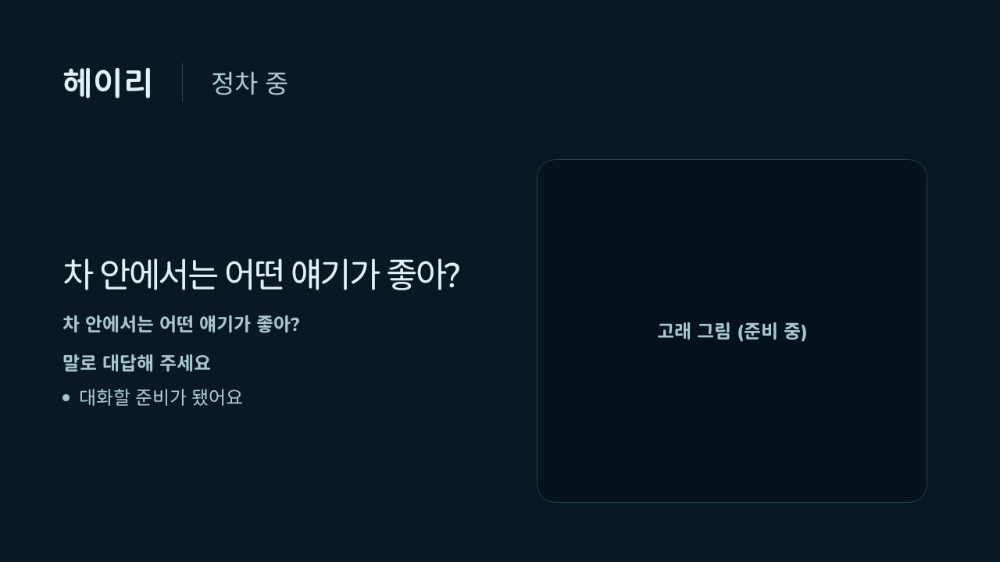 헤이리
정차 중
차 안에서는 어떤 얘기가 좋아?
차 안에서는 어떤 얘기가 좋아?
말로 대답해 주세요
• 대화할 준비가 됐어요
고래 그림 (준비 중)